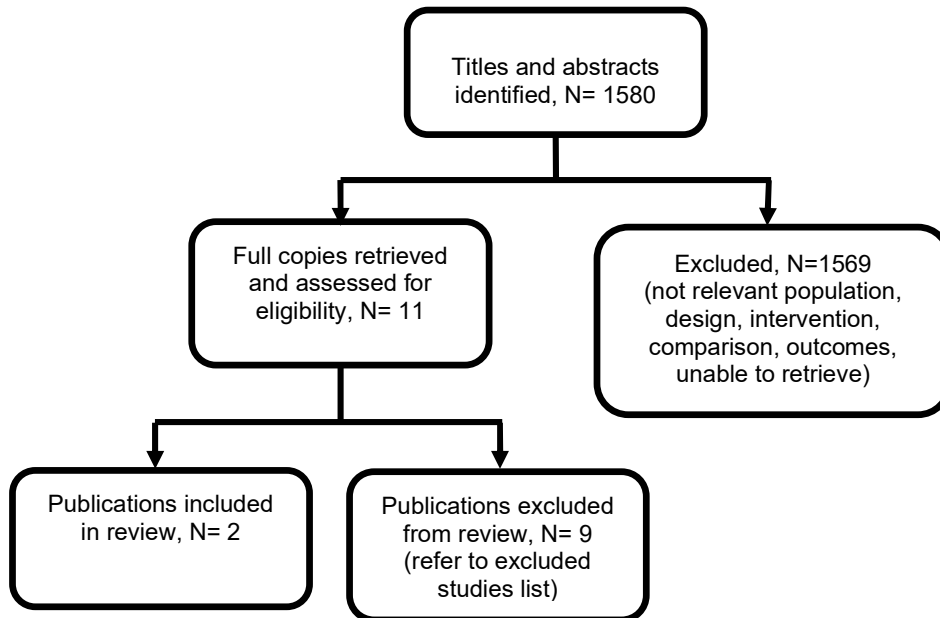 Titles and abstracts
identified, N= 1580
Full copies retrieved
and assessed for
eligibility, N= 11
Excluded, N=1569
(not relevant population,
design, intervention,
comparison, outcomes,
unable to retrieve)
Publications included
in review, N= 2
Publications excluded
from review, N= 9
(refer to excluded
studies list)